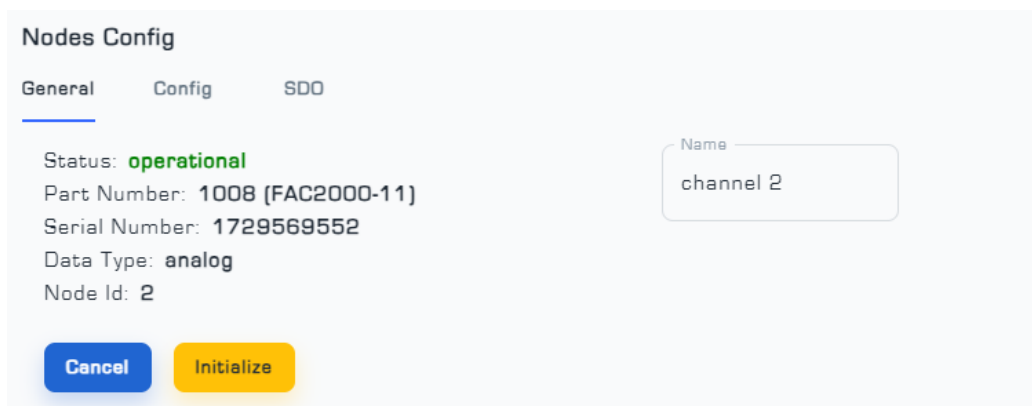 Nodes Config
General Config SDO
Status: operational
Part Number: 1008 (FAC2000-11)
Serial Number: 1729569552
Data Type: analog
Node Id: 2
Name
channel 2
Cancel Initialize